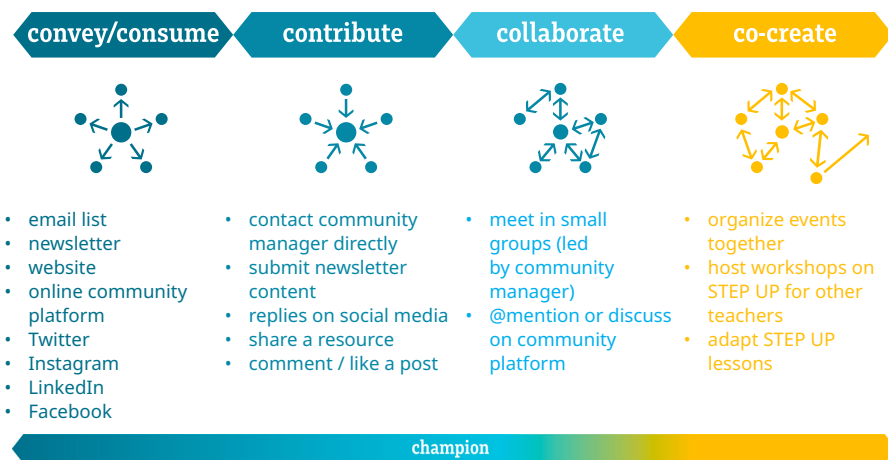 convey/consume
contribute
collaborate
co-create
• email list
• newsletter
• website
• online community
platform
• Twitter
• Instagram
• LinkedIn
• Facebook
• contact community
manager directly
• submit newsletter
content
• replies on social media
• share a resource
• comment / like a post
• meet in small
groups (led
by community
manager)
• @mention or discuss
on community
platform
• organize events
together
• host workshops on
STEP UP for other
teachers
• adapt STEP UP
lessons
champion